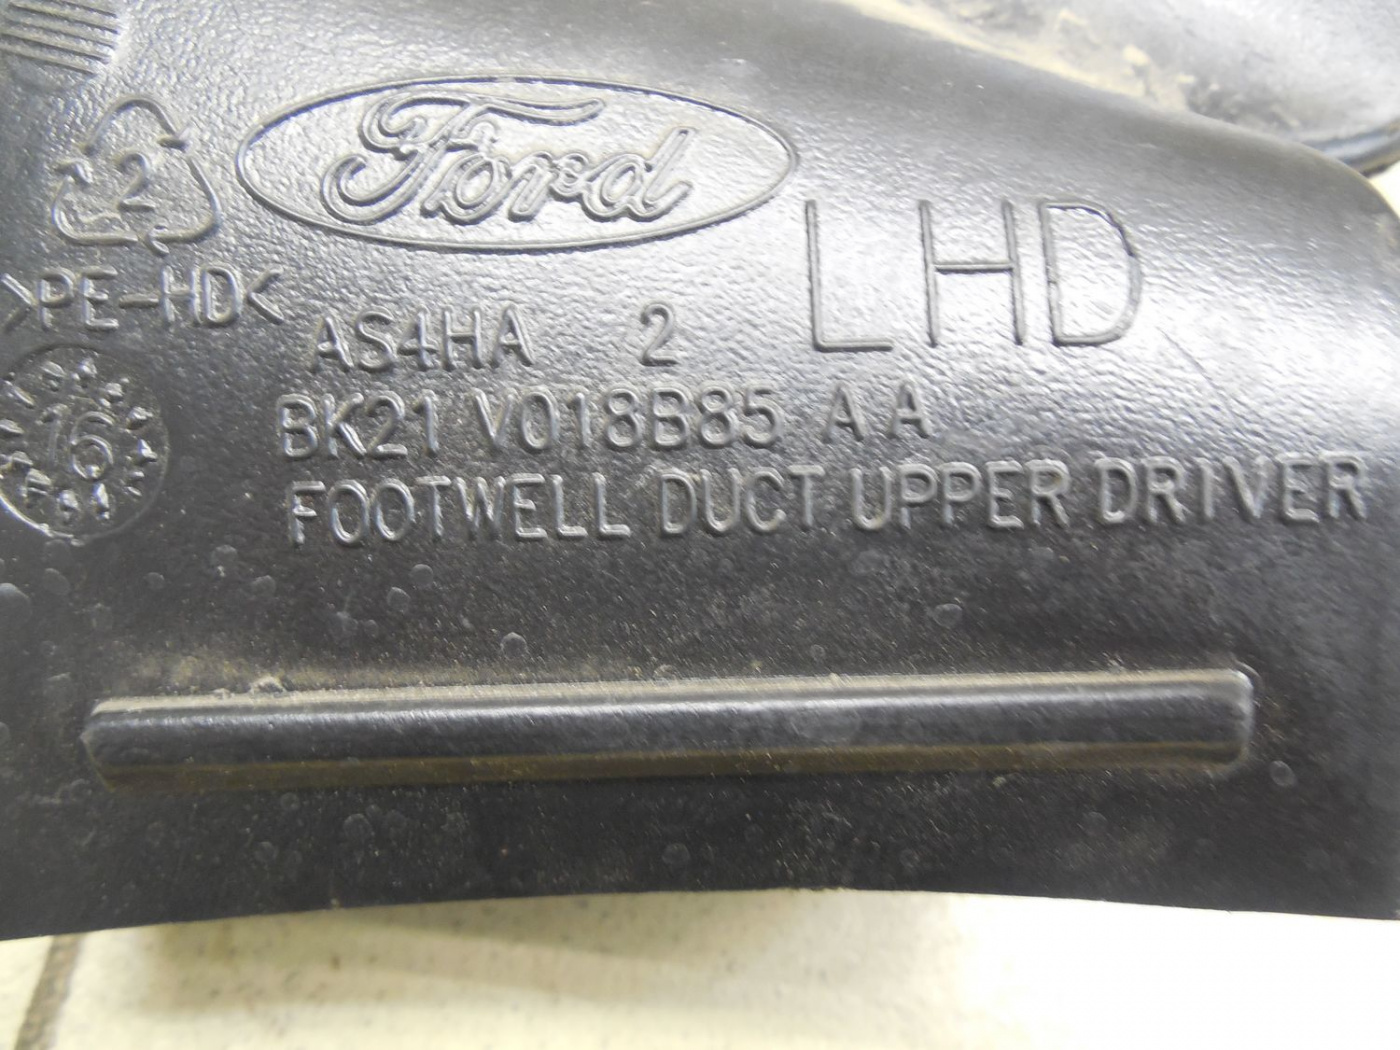 2
Ford
LHD
>PE-HD<
AS4HA 2
16
BK21 V018B85 AA
FOOTWELL DUCT UPPER DRIVER